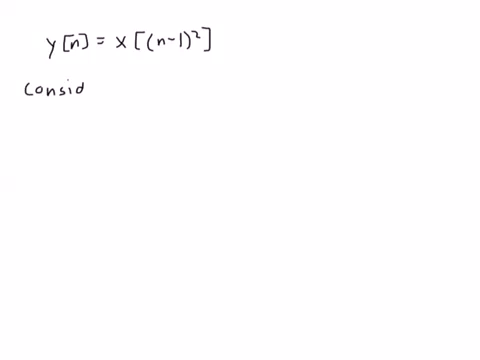 y[n] = x[(n-1)²]
Consid